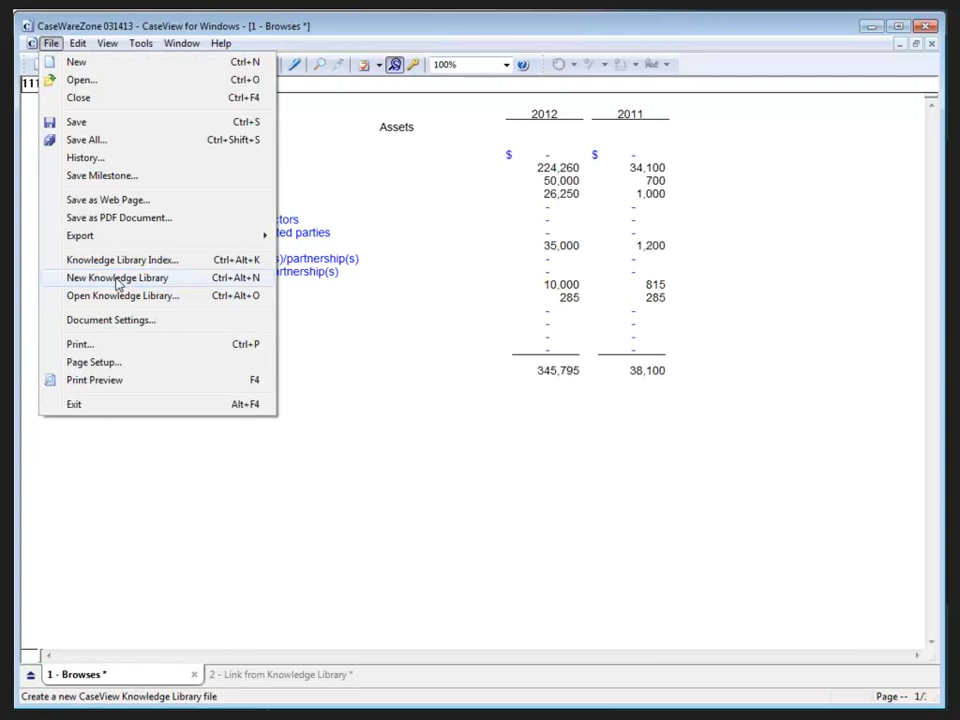 CaseWareZone 031413 - CaseView for Windows - [1 - Browses *]
File Edit View Tools Window Help
100%
New Ctrl+N
Open... Ctrl+O
Close Ctrl+F4
Save Ctrl+S
Save All... Ctrl+Shift+S
History...
Save Milestone...
Save as Web Page...
Save as PDF Document...
Export
Knowledge Library Index... Ctrl+Alt+K
New Knowledge Library Ctrl+Alt+N
Open Knowledge Library... Ctrl+Alt+O
Document Settings...
Print... Ctrl+P
Page Setup...
Print Preview F4
Exit Alt+F4
111
2012 2011
Assets
$ - $ -
224,260 34,100
50,000 700
26,250 1,000
- -
ctors - -
ted parties - -
35,000 1,200
s)/partnership(s) - -
artnership(s) - -
10,000 815
285 285
- -
- -
- -
- -
345,795 38,100
1 - Browses * 2 - Link from Knowledge Library *
Create a new CaseView Knowledge Library file Page -- 1/